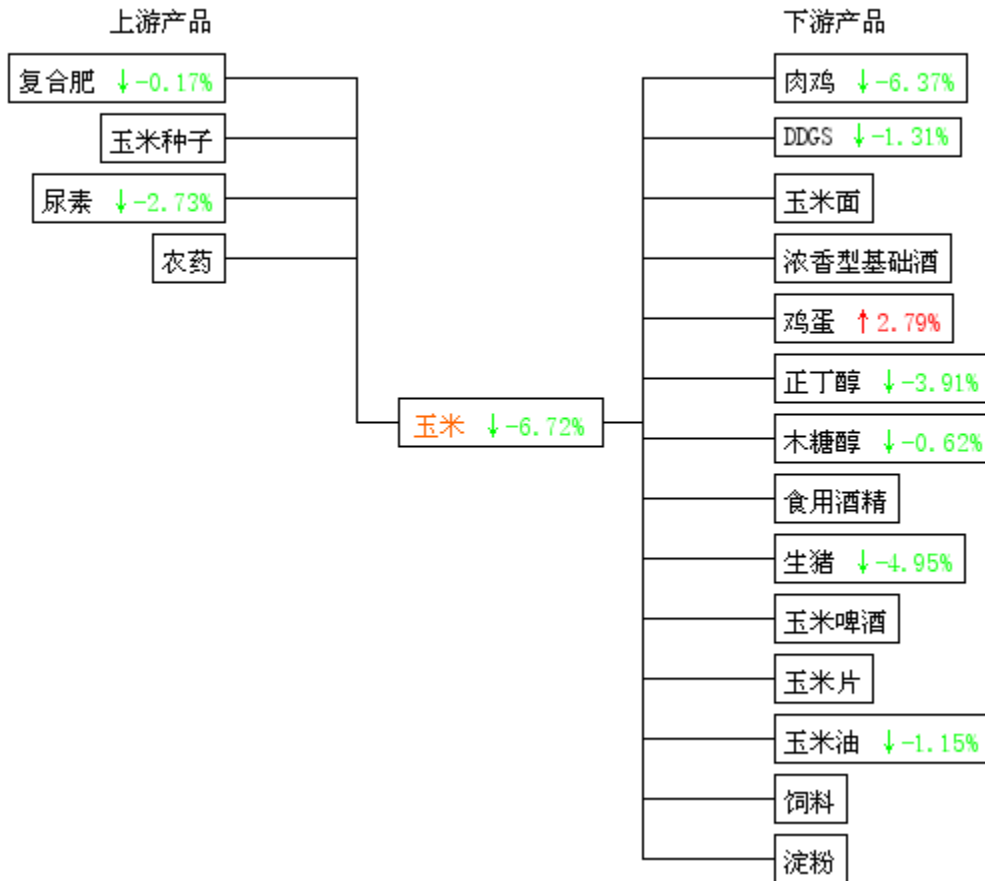 上游产品
复合肥 ↓-0.17%
玉米种子
尿素 ↓-2.73%
农药
玉米 ↓-6.72%
下游产品
肉鸡 ↓-6.37%
DDGS ↓-1.31%
玉米面
浓香型基础酒
鸡蛋 ↑2.79%
正丁醇 ↓-3.91%
木糖醇 ↓-0.62%
食用酒精
生猪 ↓-4.95%
玉米啤酒
玉米片
玉米油 ↓-1.15%
饲料
淀粉